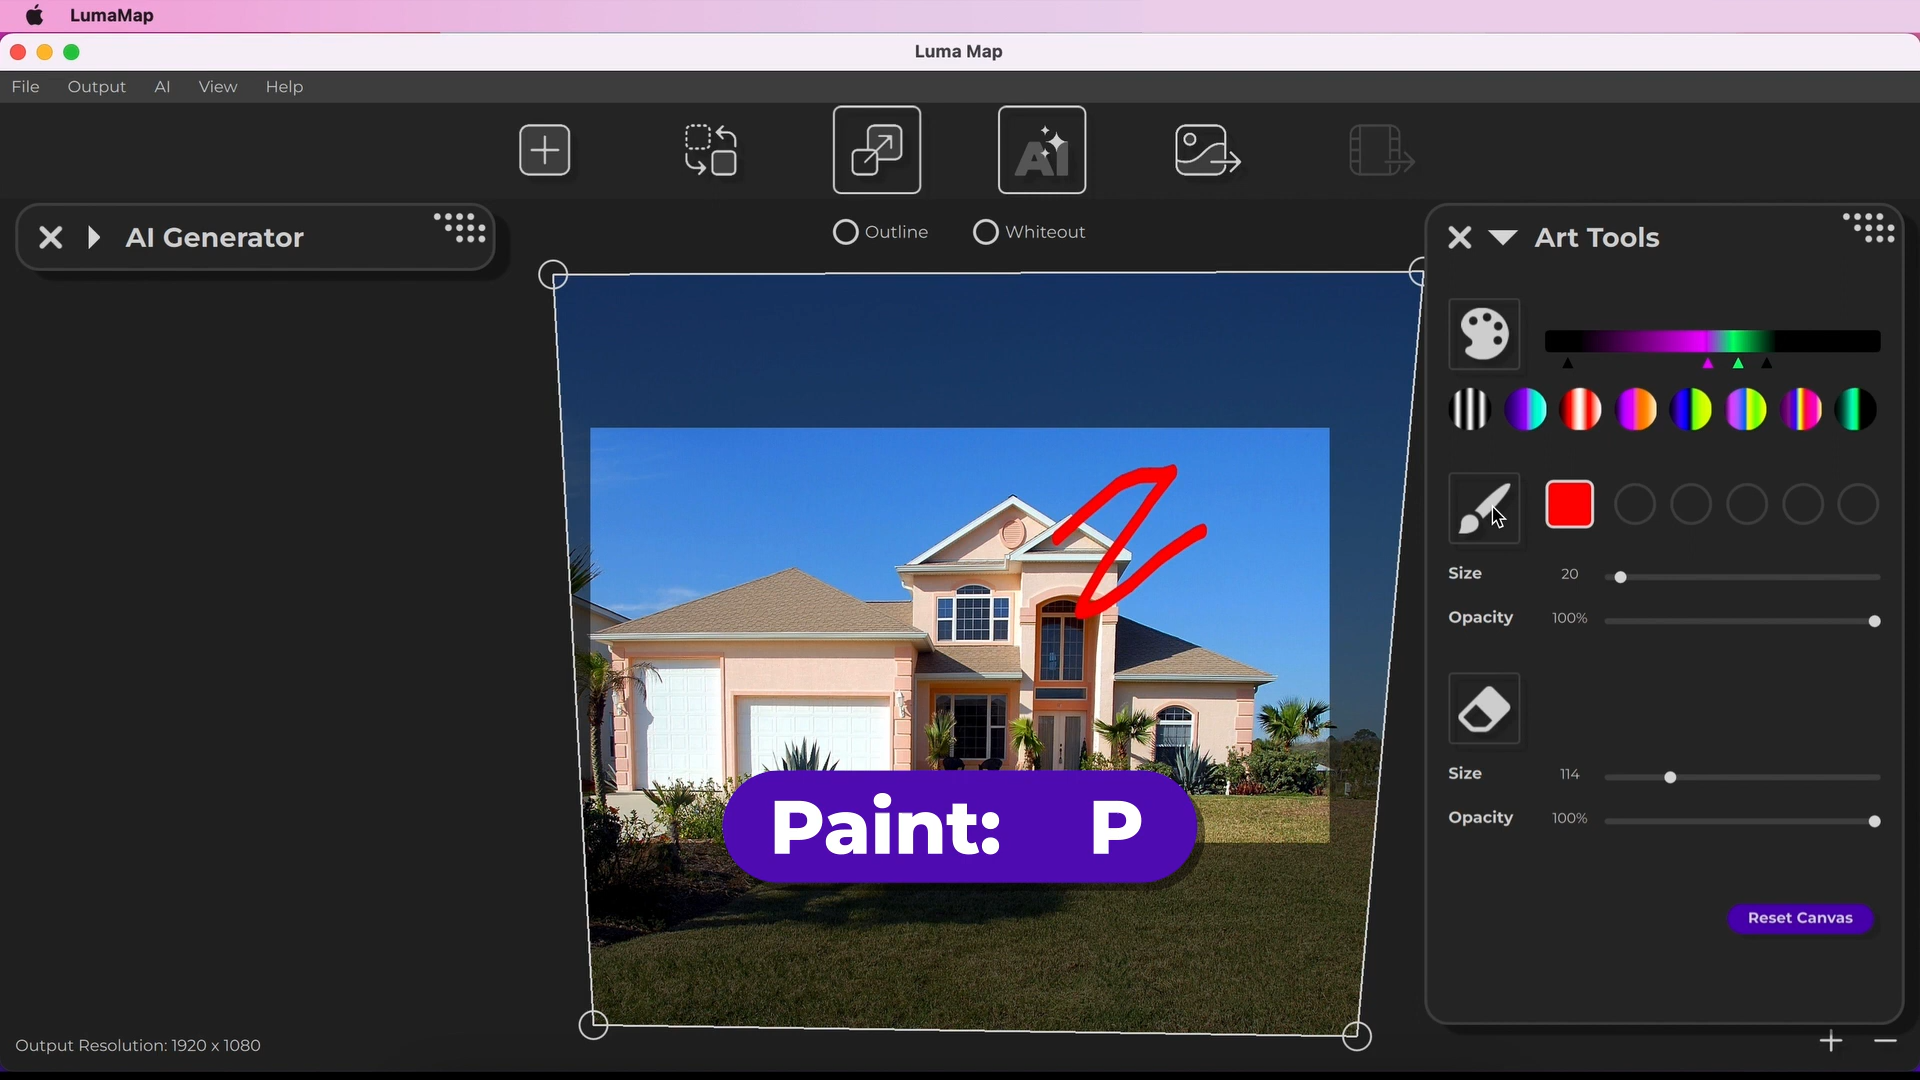 LumaMap
Luma Map
File Output AI View Help
AI
AI Generator
Outline Whiteout
Art Tools
Size 20
Opacity 100%
Size 114
Opacity 100%
Paint: P
Reset Canvas
Output Resolution: 1920 x 1080